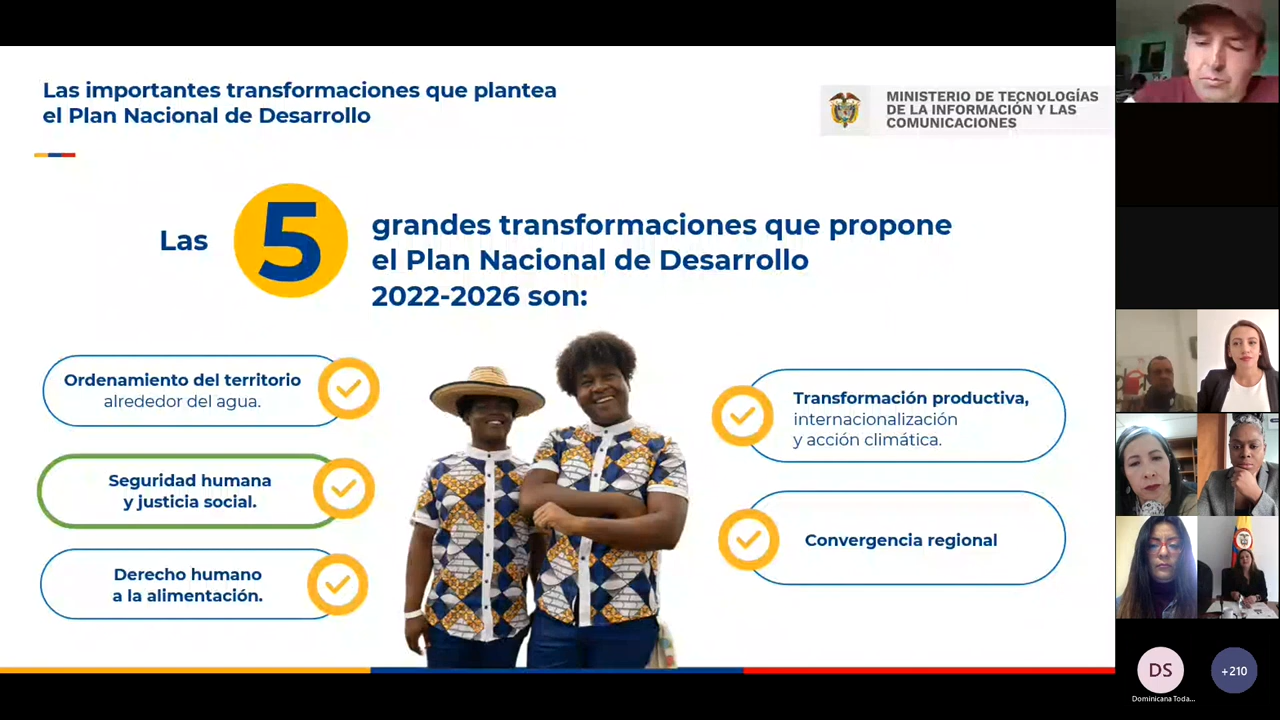 Las importantes transformaciones que plantea
el Plan Nacional de Desarrollo
MINISTERIO DE TECNOLOGÍAS
DE LA INFORMACIÓN Y LAS
COMUNICACIONES
Las 5 grandes transformaciones que propone
el Plan Nacional de Desarrollo
2022-2026 son:
Ordenamiento del territorio
alrededor del agua.
Seguridad humana
y justicia social.
Derecho humano
a la alimentación.
Transformación productiva,
internacionalización
y acción climática.
Convergencia regional
DS
+210
Dominicana Toda...